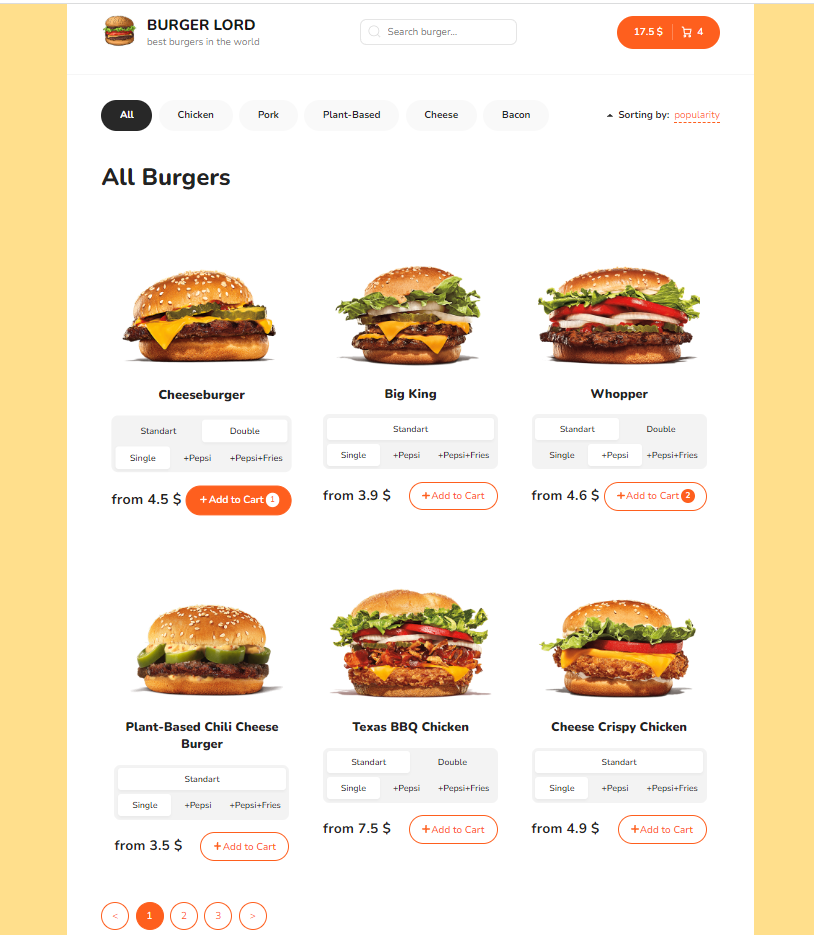 BURGER LORD
best burgers in the world
Search burger...
17.5 $ 4
All Chicken Pork Plant-Based Cheese Bacon Sorting by: popularity
All Burgers
Cheeseburger
Standart Double
Single +Pepsi +Pepsi+Fries
from 4.5 $ +Add to Cart 1
Big King
Standart
Single +Pepsi +Pepsi+Fries
from 3.9 $ +Add to Cart
Whopper
Standart Double
Single +Pepsi +Pepsi+Fries
from 4.6 $ +Add to Cart 2
Plant-Based Chili Cheese
Burger
Standart
Single +Pepsi +Pepsi+Fries
from 3.5 $ +Add to Cart
Texas BBQ Chicken
Standart Double
Single +Pepsi +Pepsi+Fries
from 7.5 $ +Add to Cart
Cheese Crispy Chicken
Standart
Single +Pepsi +Pepsi+Fries
from 4.9 $ +Add to Cart
< 1 2 3 >